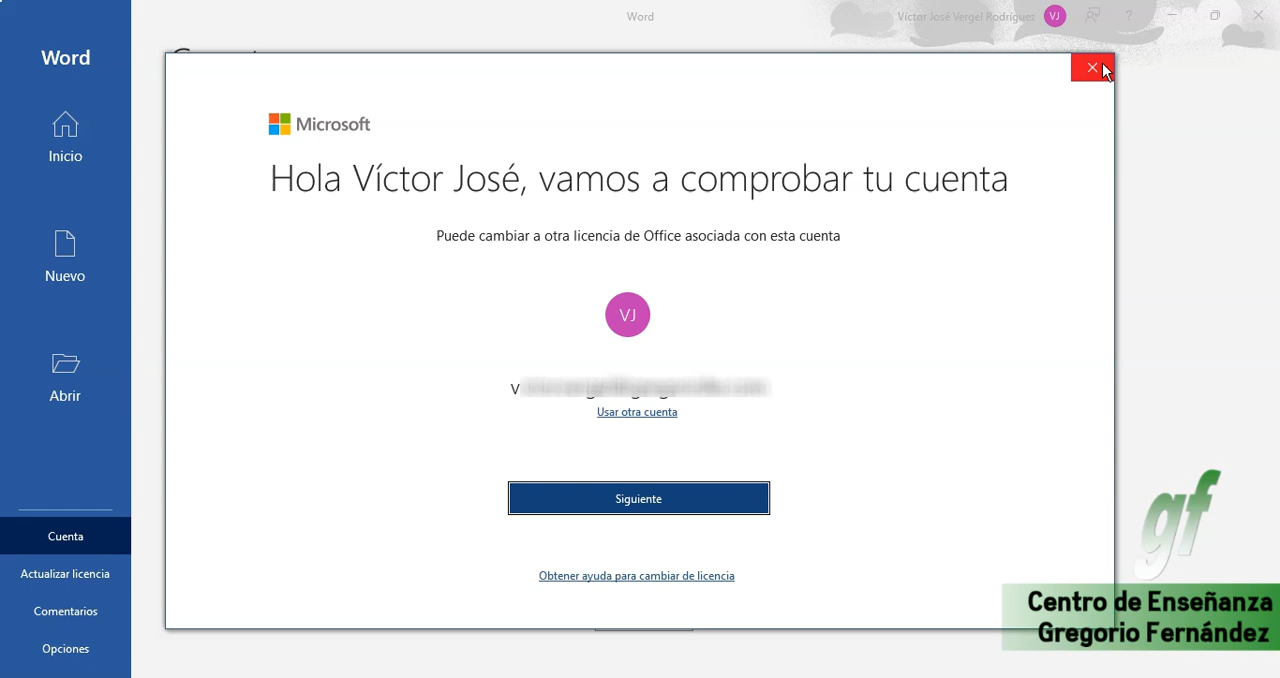 Word
Víctor José Vergel Rodríguez
VJ
?
Word
Inicio
Nuevo
Abrir
Cuenta
Actualizar licencia
Comentarios
Opciones
Microsoft
Hola Víctor José, vamos a comprobar tu cuenta
Puede cambiar a otra licencia de Office asociada con esta cuenta
VJ
v
Usar otra cuenta
Siguiente
Obtener ayuda para cambiar de licencia
gf
Centro de Enseñanza
Gregorio Fernández